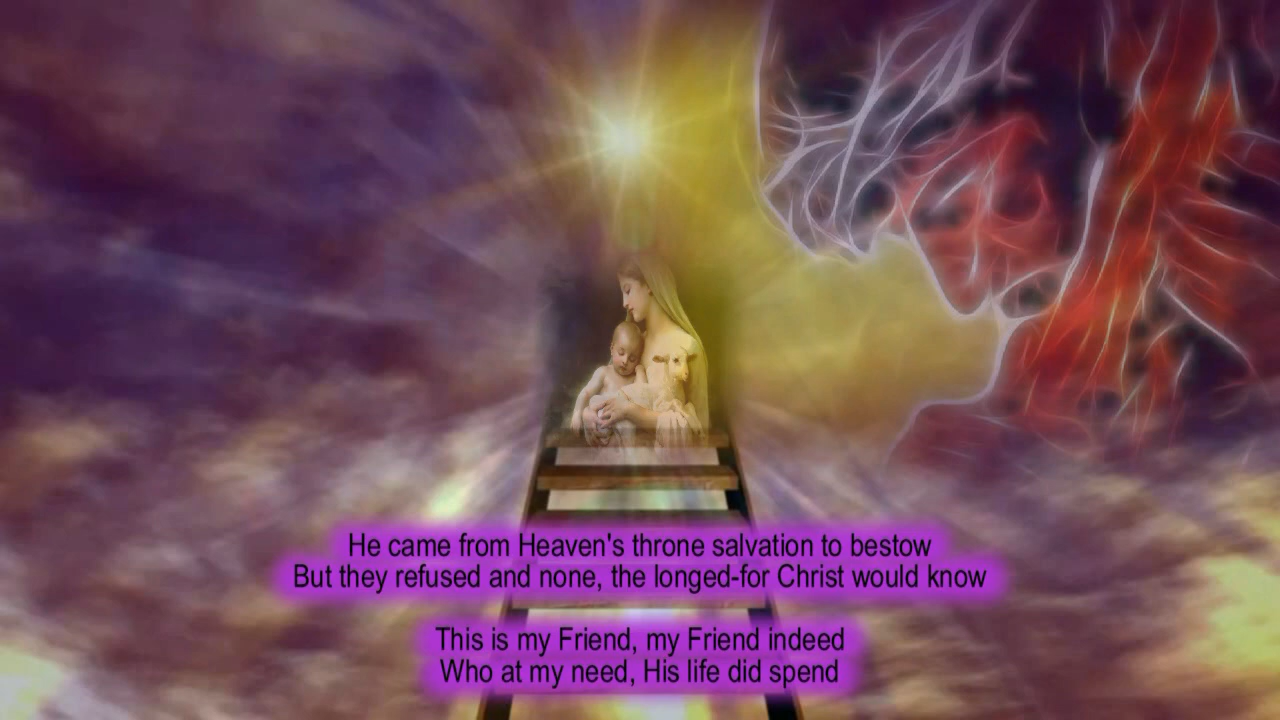 He came from Heaven's throne salvation to bestow
But they refused and none, the longed-for Christ would know
This is my Friend, my Friend indeed
Who at my need, His life did spend